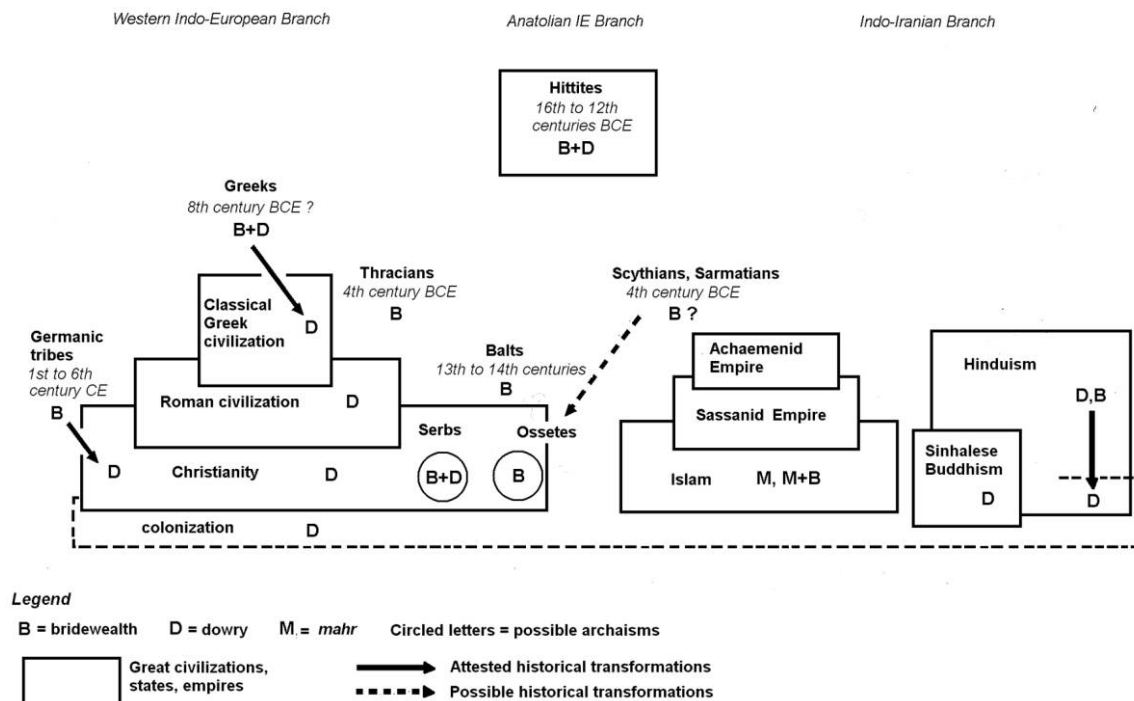 Western Indo-European Branch
Anatolian IE Branch
Indo-Iranian Branch
Hittites
16th to 12th
centuries BCE
B+D
Greeks
8th century BCE ?
B+D
Thracians
4th century BCE
B
Scythians, Sarmatians
4th century BCE
B ?
Classical
Greek
civilization
D
Germanic
tribes
1st to 6th
century CE
B
Balts
13th to 14th centuries
B
Achaemenid
Empire
Hinduism
D,B
Roman civilization
D
Serbs
Ossetes
Sassanid Empire
Sinhalese
Buddhism
D
D
D
Christianity
D
B+D
B
Islam
M, M+B
colonization
D
Legend
B = bridewealth
D = dowry
M, = mahr
Circled letters = possible archaisms
Great civilizations,
states, empires
Attested historical transformations
Possible historical transformations